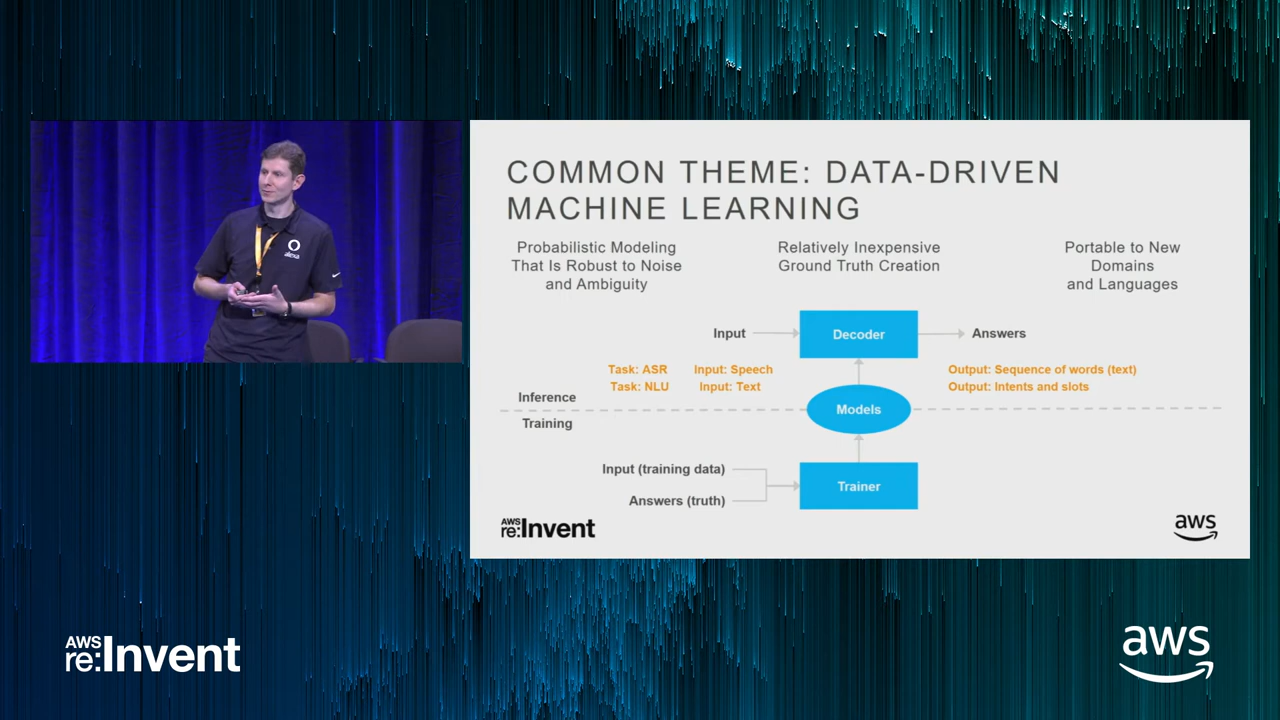 alexa
COMMON THEME: DATA-DRIVEN
MACHINE LEARNING
Probabilistic Modeling
That Is Robust to Noise
and Ambiguity
Relatively Inexpensive
Ground Truth Creation
Portable to New
Domains
and Languages
Input
Decoder
Answers
Task: ASR Input: Speech
Task: NLU Input: Text
Output: Sequence of words (text)
Output: Intents and slots
Inference
Training
Models
Input (training data)
Answers (truth)
Trainer
AWS
re:Invent
aws
AWS
re:Invent
aws